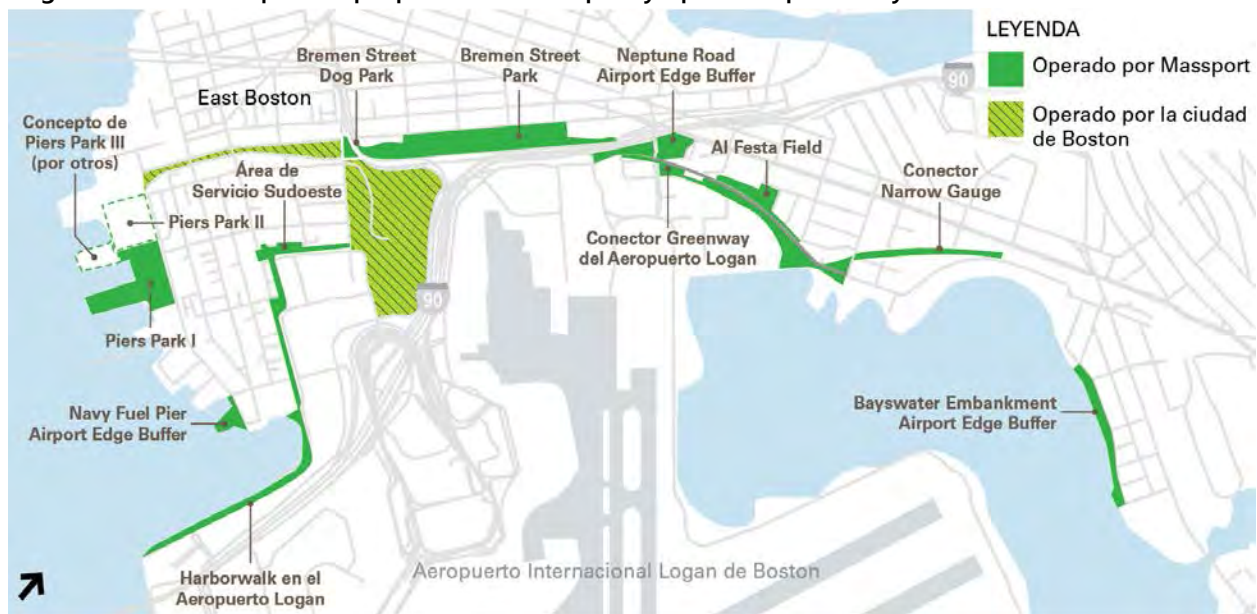 LEYENDA
Operado por Massport
Operado por la ciudad
de Boston
Bremen Street
Dog Park
Bremen Street
Park
Neptune Road
Airport Edge Buffer
90
East Boston
Concepto de
Piers Park III
(por otros)
Área de
Servicio Sudoeste
Al Festa Field
Conector
Narrow Gauge
Piers Park II
Conector Greenway
del Aeropuerto Logan
90
Piers Park I
Navy Fuel Pier
Airport Edge Buffer
Bayswater Embankment
Airport Edge Buffer
Harborwalk en el
Aeropuerto Logan
Aeropuerto Internacional Logan de Boston